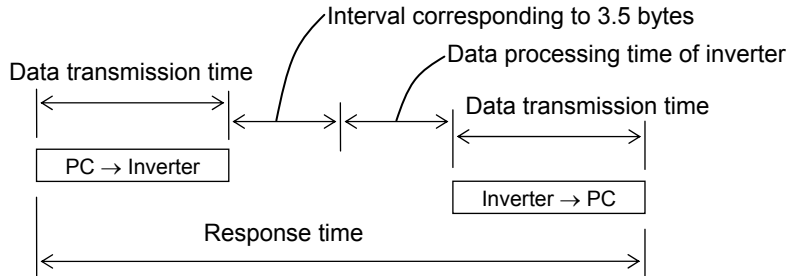 Interval corresponding to 3.5 bytes
Data processing time of inverter
Data transmission time
Data transmission time
PC → Inverter
Inverter → PC
Response time